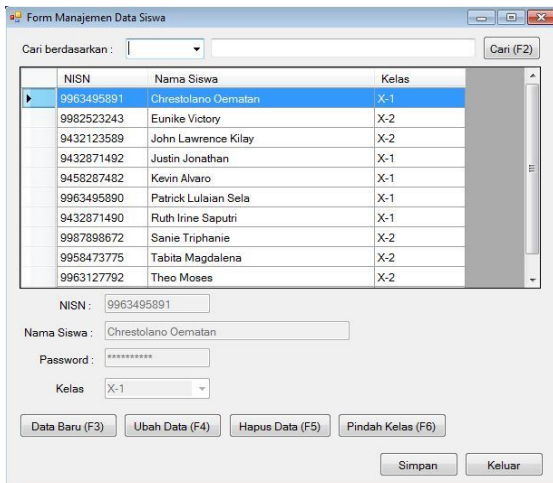 Form Manajemen Data Siswa
Cari berdasarkan : Cari (F2)
NISN Nama Siswa Kelas
9963495891 Chrestolano Oematan X-1
9982523243 Eunike Victory X-2
9432123589 John Lawrence Kilay X-2
9432871492 Justin Jonathan X-1
9458287482 Kevin Alvaro X-1
9963495890 Patrick Lulaian Sela X-1
9432871490 Ruth Irine Saputri X-1
9987898672 Sanie Triphanie X-2
9958473775 Tabita Magdalena X-2
9963127792 Theo Moses X-2
NISN : 9963495891
Nama Siswa : Chrestolano Oematan
Password : **********
Kelas X-1
Data Baru (F3) Ubah Data (F4) Hapus Data (F5) Pindah Kelas (F6)
Simpan Keluar